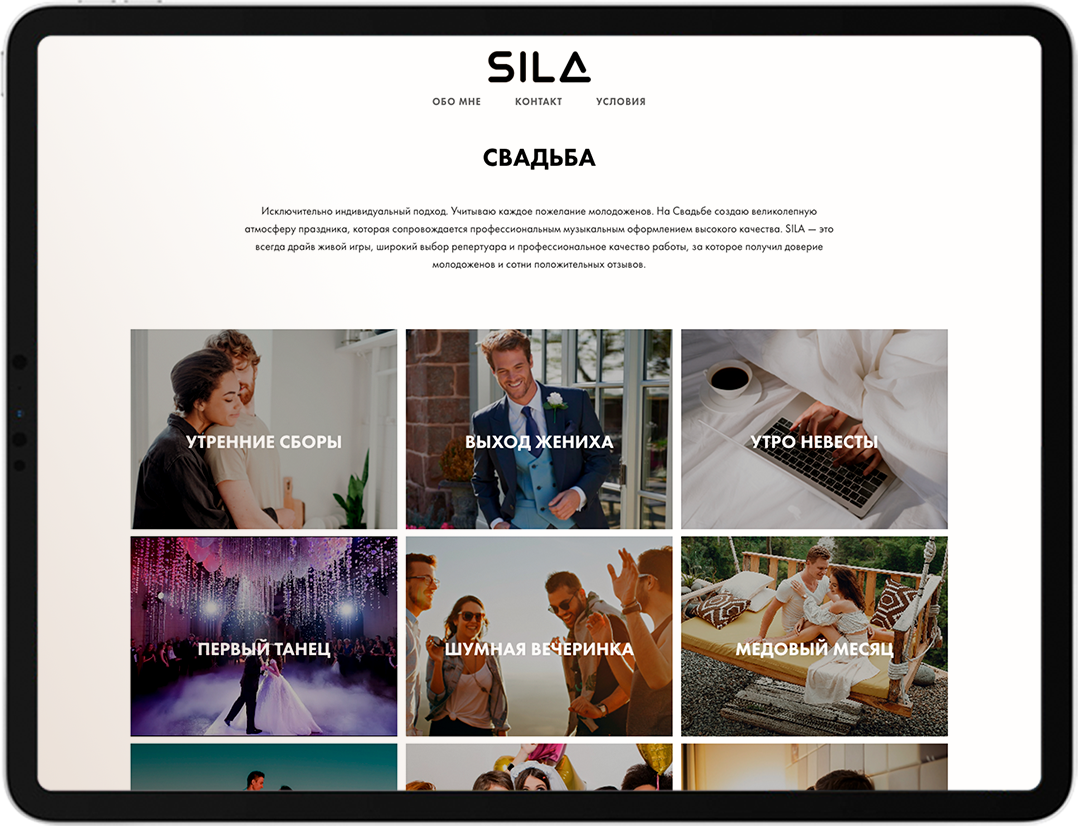 SILA
ОБО МНЕ КОНТАКТ УСЛОВИЯ
СВАДЬБА
Исключительно индивидуальный подход. Учитываю каждое пожелание молодоженов. На Свадьбе создаю великолепную
атмосферу праздника, которая сопровождается профессиональным музыкальным оформлением высокого качества. SILA — это
всегда драйв живой игры, широкий выбор репертуара и профессиональное качество работы, за которое получил доверие
молодоженов и сотни положительных отзывов.
УТРЕННИЕ СБОРЫ
ВЫХОД ЖЕНИХА
УТРО НЕВЕСТЫ
ПЕРВЫЙ ТАНЕЦ
ШУМНАЯ ВЕЧЕРИНКА
МЕДОВЫЙ МЕСЯЦ